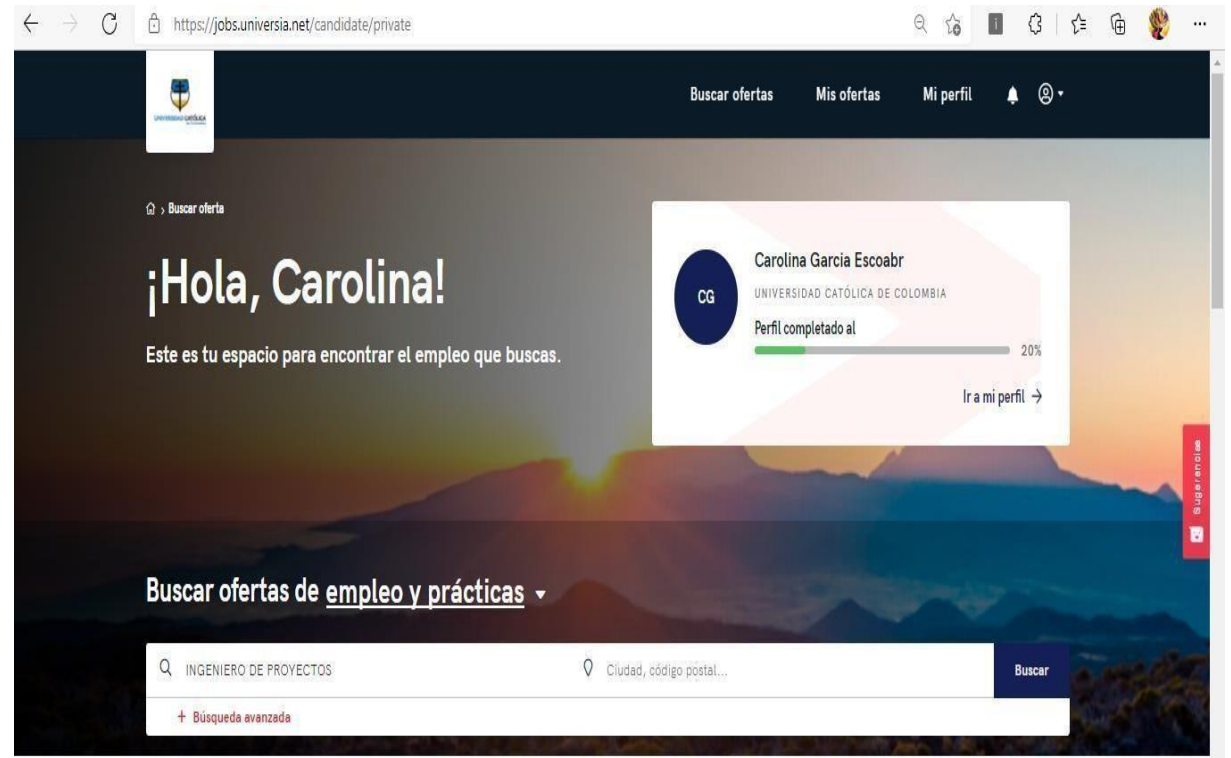 https://jobs.universia.net/candidate/private
UNIVERSIDAD CATÓLICA
Buscar ofertas Mis ofertas Mi perfil
Buscar oferta
¡Hola, Carolina!
Este es tu espacio para encontrar el empleo que buscas.
CG
Carolina Garcia Escoabr
UNIVERSIDAD CATÓLICA DE COLOMBIA
Perfil completado al
20%
Ir a mi perfil →
Sugerencias
Buscar ofertas de empleo y prácticas
INGENIERO DE PROYECTOS Ciudad, código postal... Buscar
+ Búsqueda avanzada